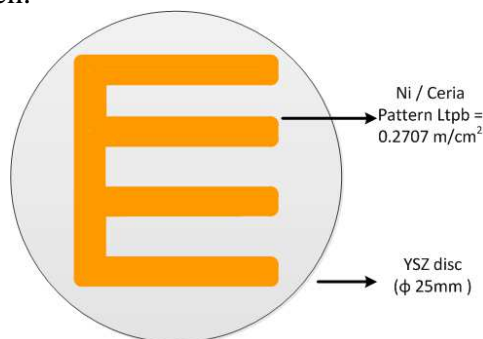 Ni / Ceria
Pattern Ltpb =
0.2707 m/cm²
YSZ disc
(ϕ 25mm )